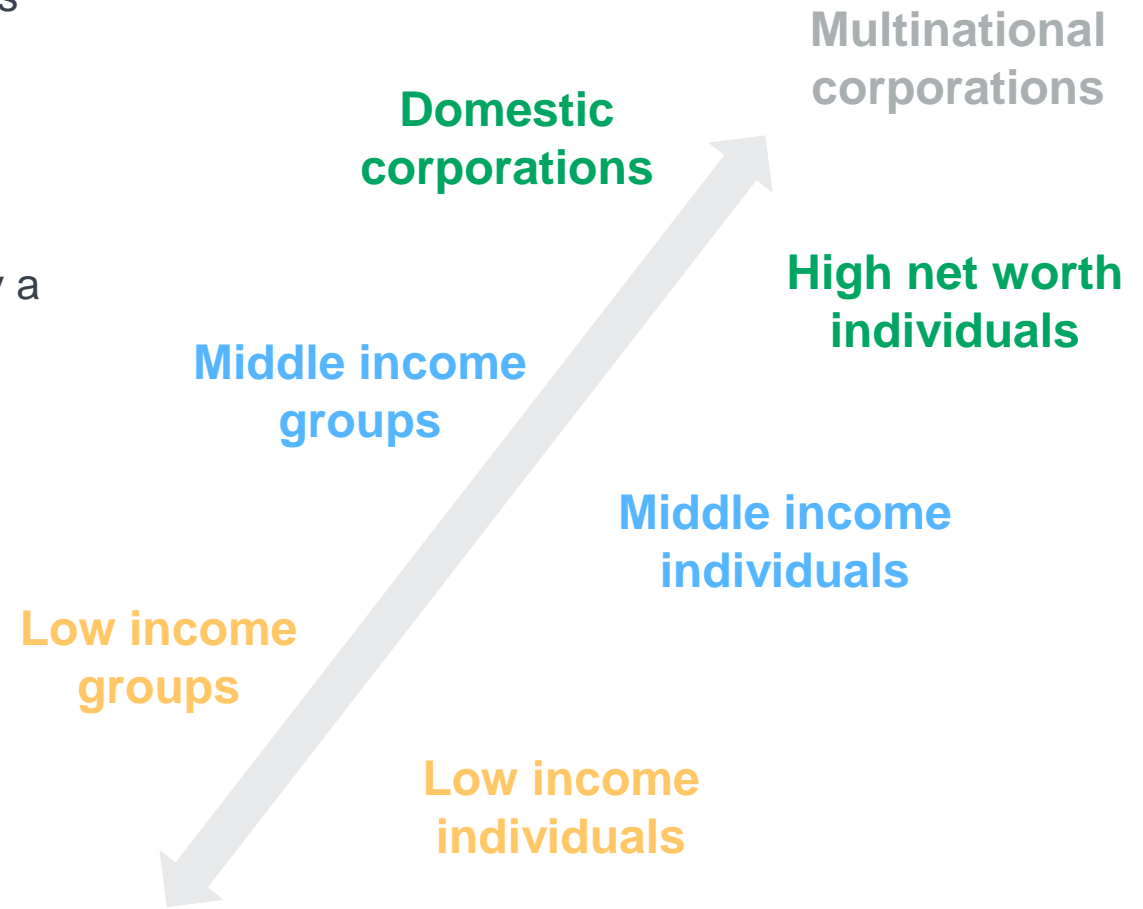 s
Multinational
corporations
Domestic
corporations
y a
High net worth
individuals
Middle income
groups
Middle income
individuals
Low income
groups
Low income
individuals